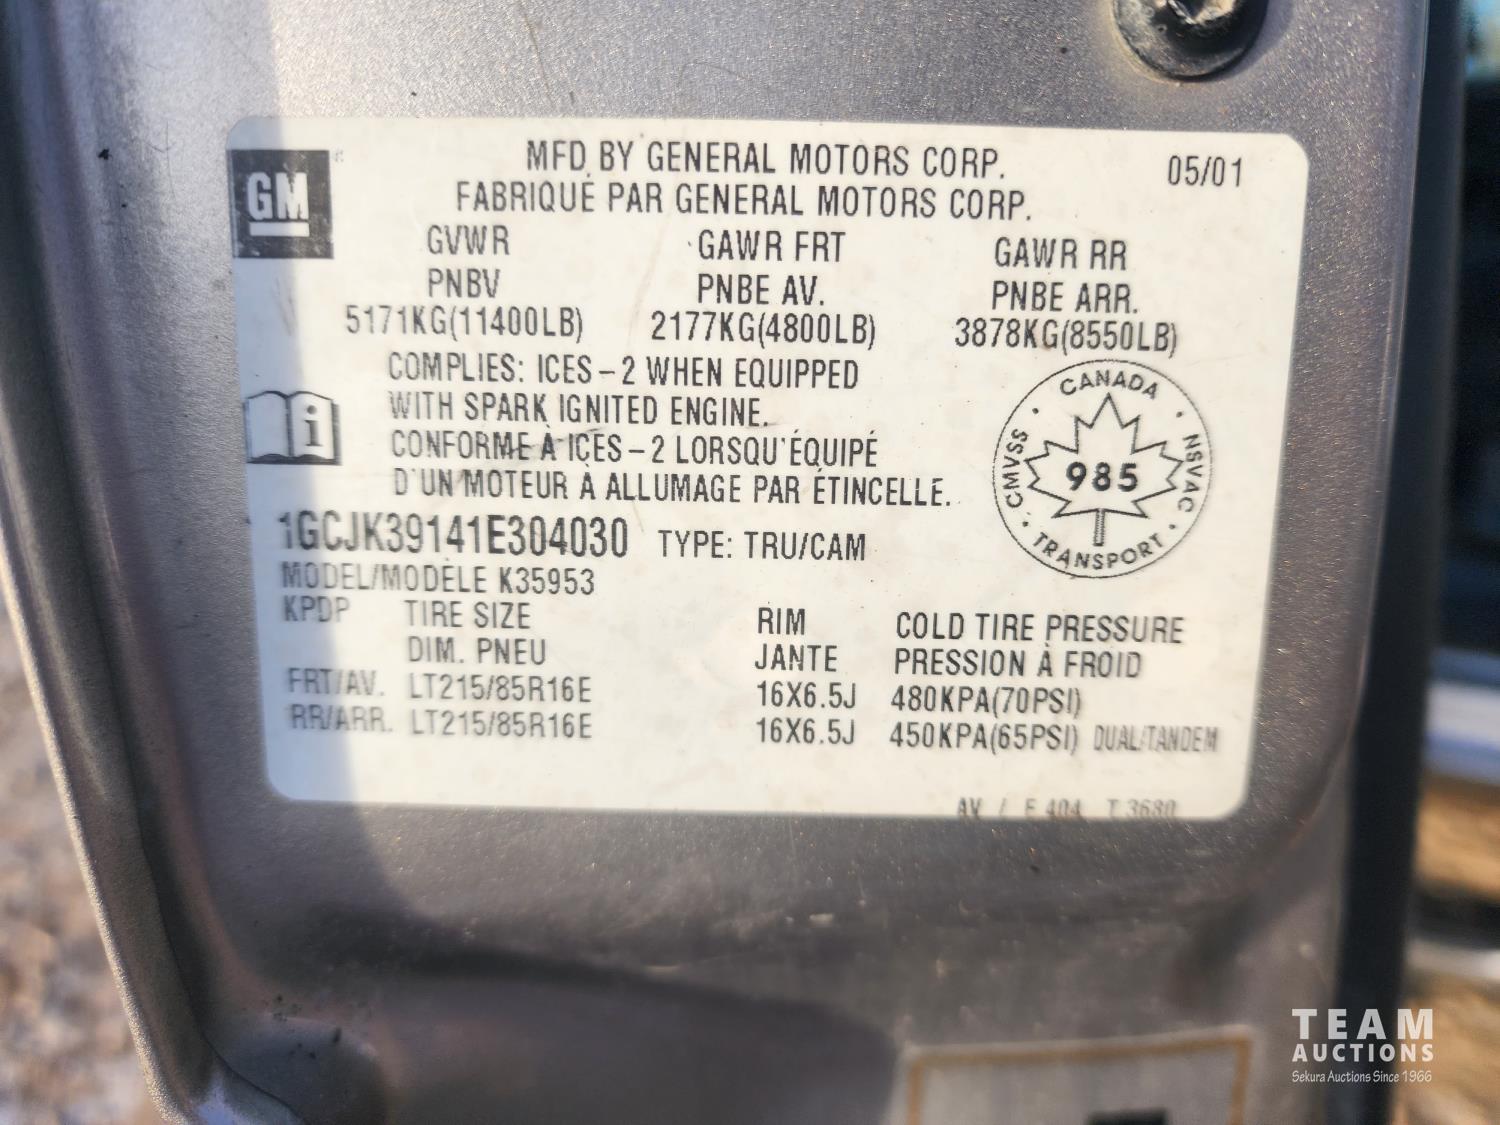 MFD BY GENERAL MOTORS CORP. 05/01
FABRIQUÉ PAR GENERAL MOTORS CORP.
GM
GVWR GAWR FRT GAWR RR
PNBV PNBE AV. PNBE ARR.
5171KG(11400LB) 2177KG(4800LB) 3878KG(8550LB)
COMPLIES: ICES-2 WHEN EQUIPPED
WITH SPARK IGNITED ENGINE.
CONFORME À ICES-2 LORSQU'ÉQUIPÉ
D'UN MOTEUR À ALLUMAGE PAR ÉTINCELLE.
i
CANADA
CMVSS 985 NSVAC
TRANSPORT
1GCJK39141E304030 TYPE: TRU/CAM
MODEL/MODÈLE K35953
KPDP TIRE SIZE RIM COLD TIRE PRESSURE
DIM. PNEU JANTE PRESSION À FROID
FRT/AV. LT215/85R16E 16X6.5J 480KPA(70PSI)
RR/ARR. LT215/85R16E 16X6.5J 450KPA(65PSI) DUAL/TANDEM
AV / E 404 T 3680
TEAM
AUCTIONS
Sekura Auctions Since 1966